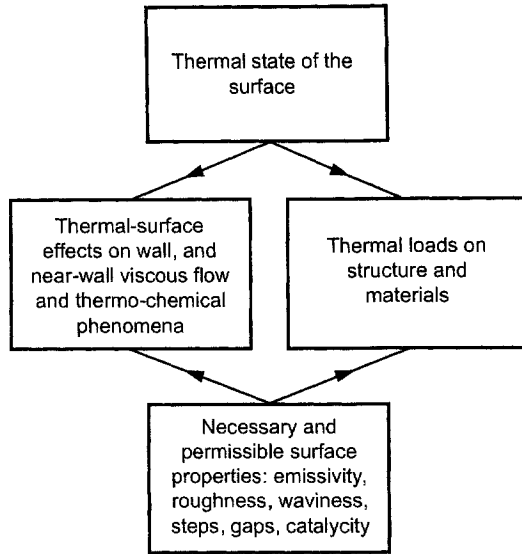 Thermal state of the
surface
Thermal-surface
effects on wall, and
near-wall viscous flow
and thermo-chemical
phenomena
Thermal loads on
structure and
materials
Necessary and
permissible surface
properties: emissivity,
roughness, waviness,
steps, gaps, catalycity